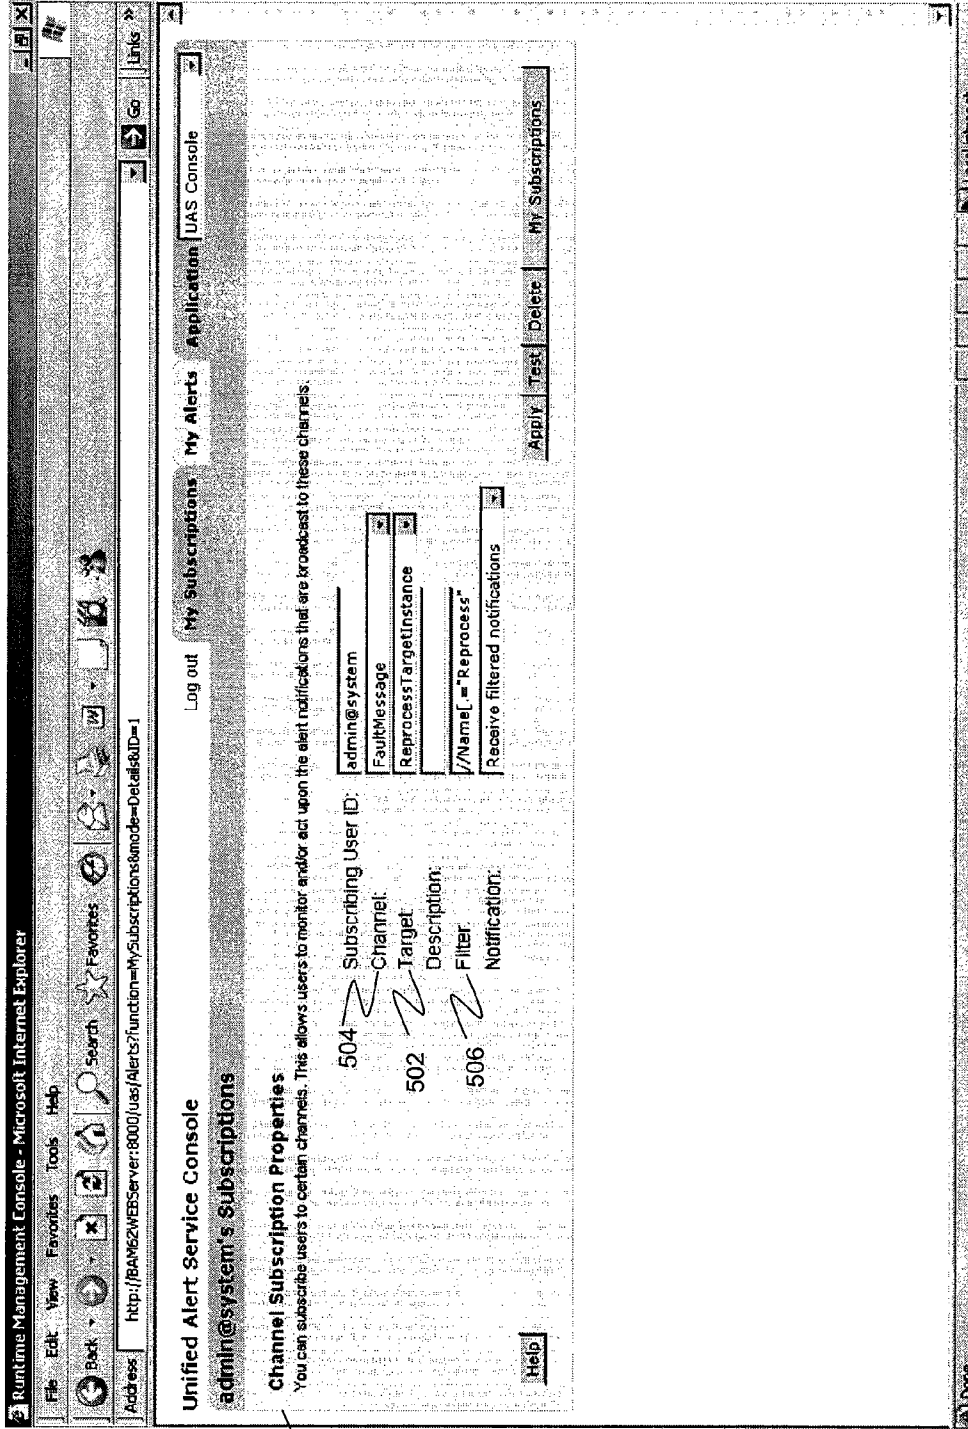 Runtime Management Console - Microsoft Internet Explorer
File Edit View Favorites Tools Help
Back Search Favorites
Address http://BAM62WEBServer:8000/uas/Alerts?function=MySubscriptions&mode=Details&ID=1 Go Links »
Unified Alert Service Console Log out My Subscriptions My Alerts Application UAS Console
admin@system's Subscriptions
Channel Subscription Properties
You can subscribe users to certain channels. This allows users to monitor and/or act upon the alert notifications that are broadcast to these channels.
504 Subscribing User ID: admin@system
Channel: FaultMessage
502 Target: ReprocessTargetInstance
Description:
506 Filter: //Name[.="Reprocess"
Notification: Receive filtered notifications
Help Apply Test Delete My Subscriptions
Done